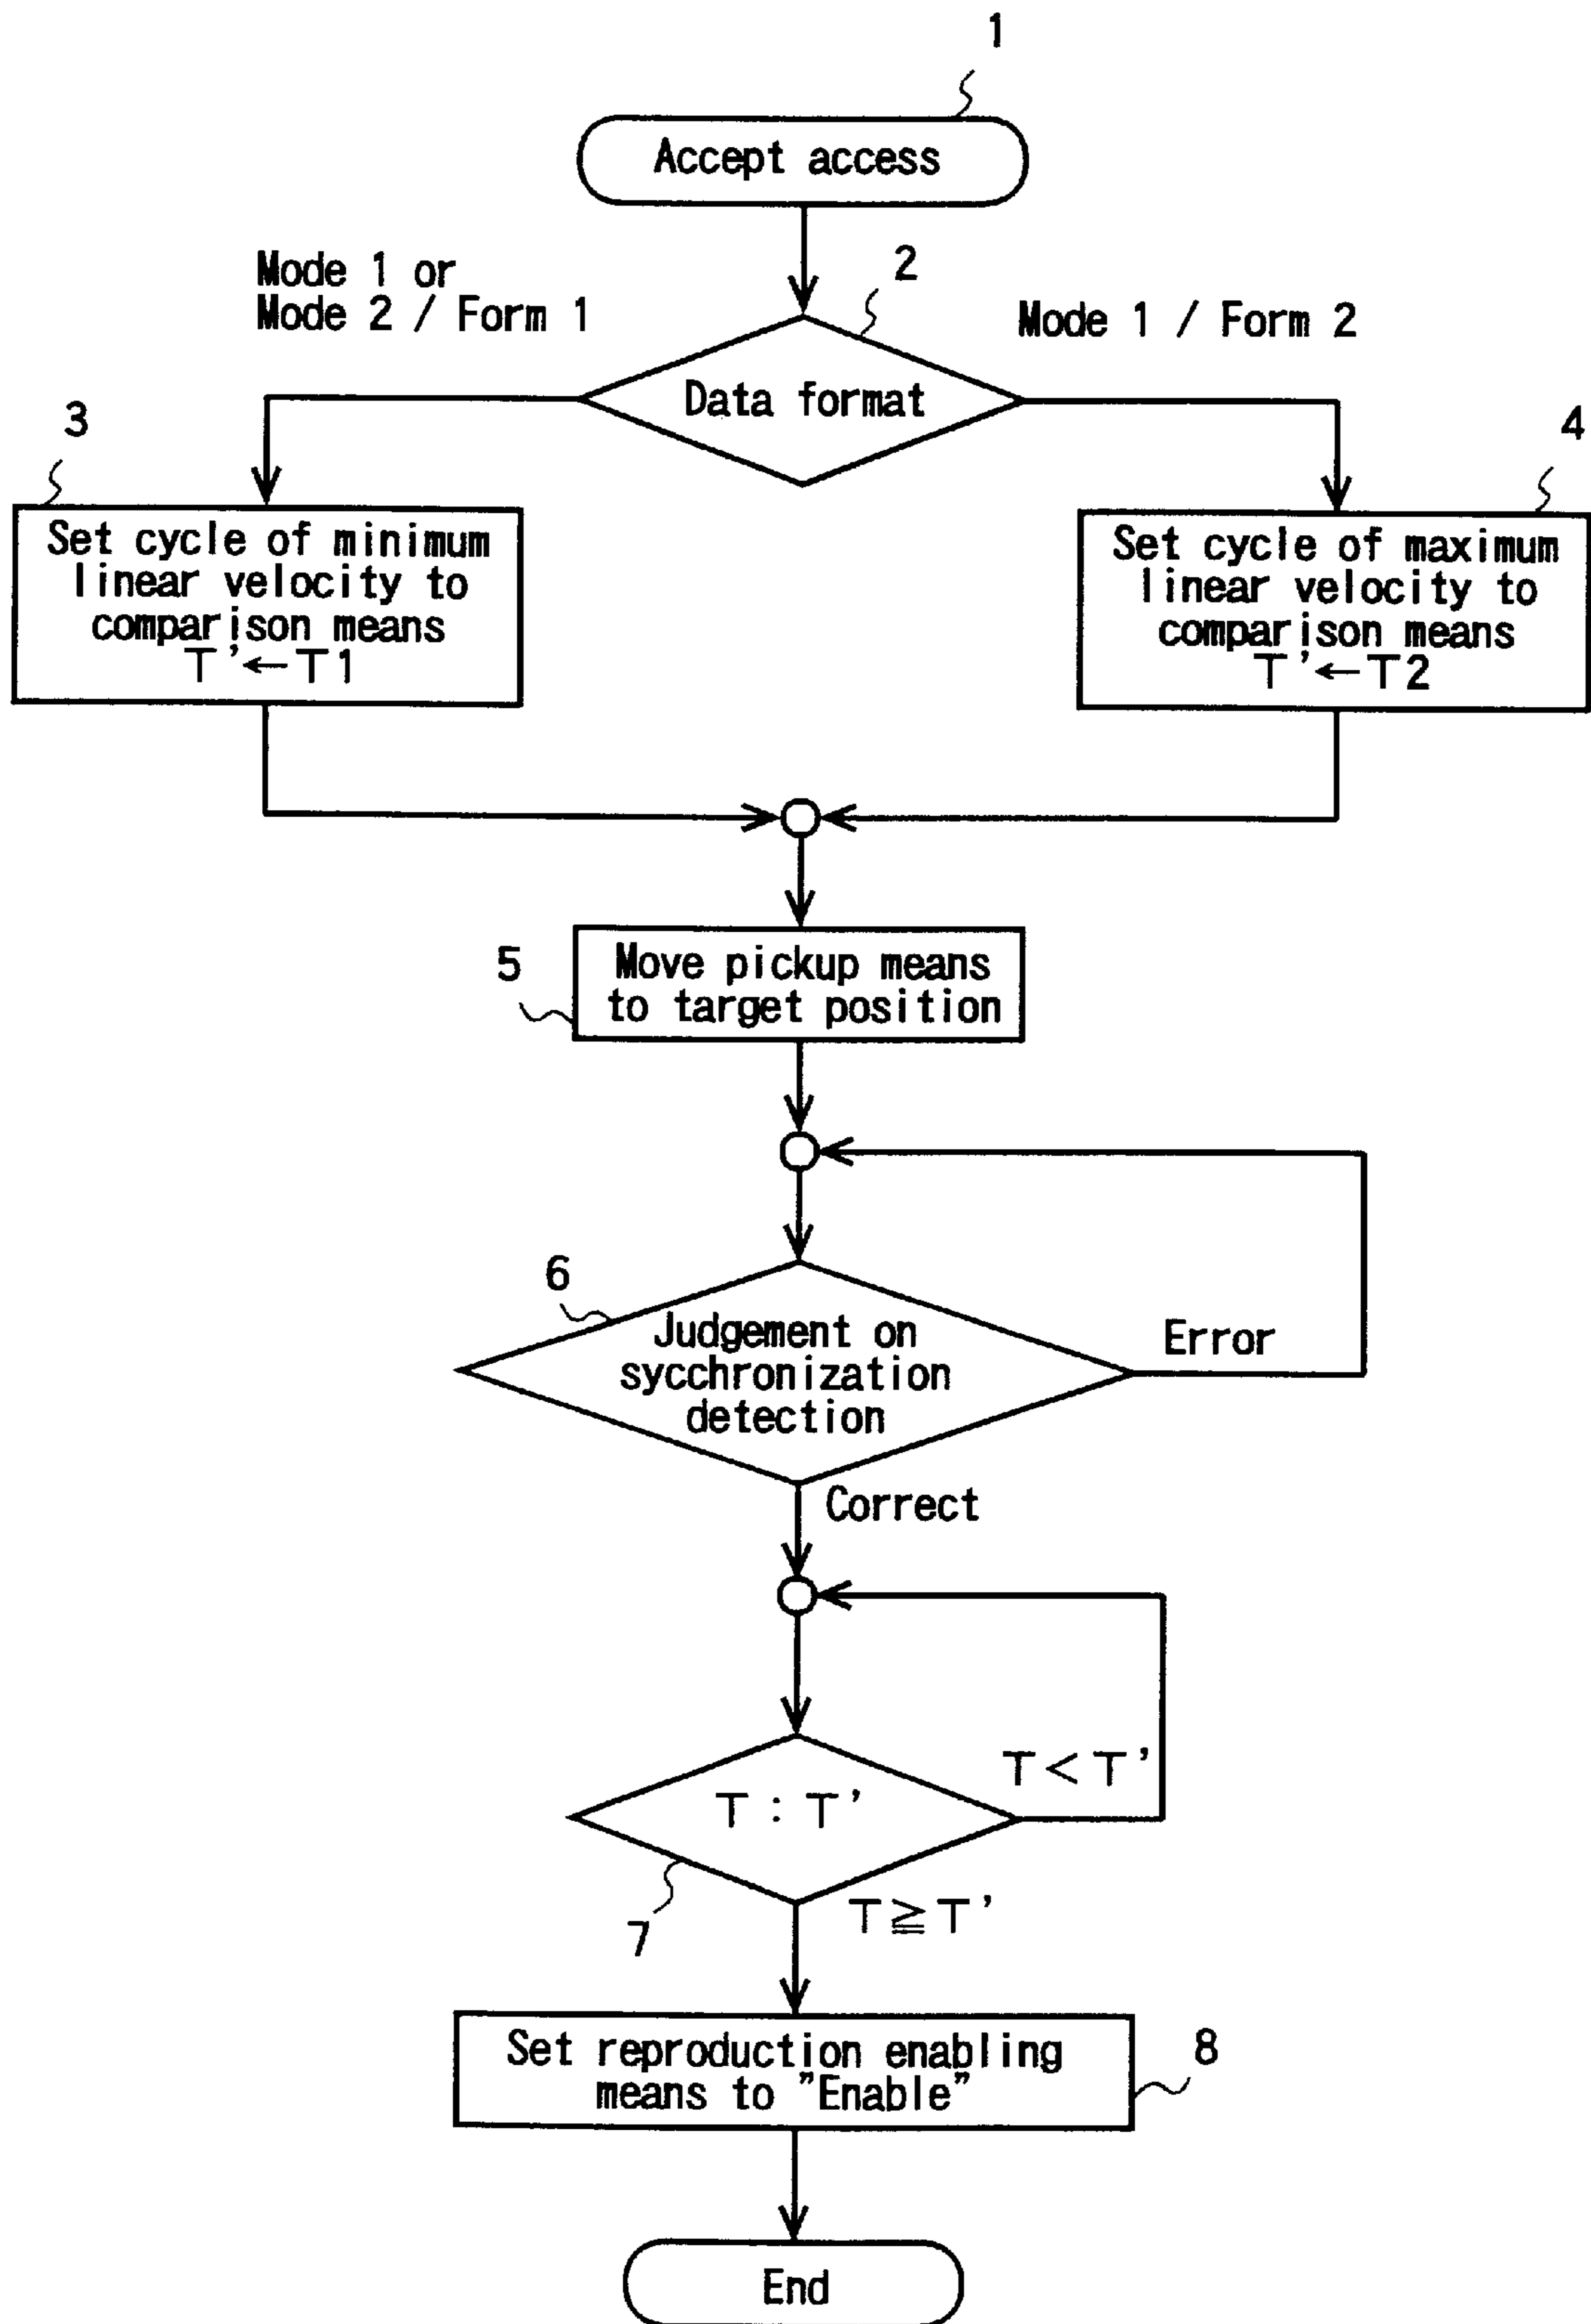 1
Accept access
Mode 1 or
Mode 2 / Form 1
2
Mode 1 / Form 2
Data format
3
4
Set cycle of minimum
linear velocity to
comparison means
T'←T1
Set cycle of maximum
linear velocity to
comparison means
T'←T2
5
Move pickup means
to target position
6
Judgement on
sycchronization
detection
Error
Correct
T<T'
T : T'
7
T≧T'
Set reproduction enabling
means to "Enable"
8
End